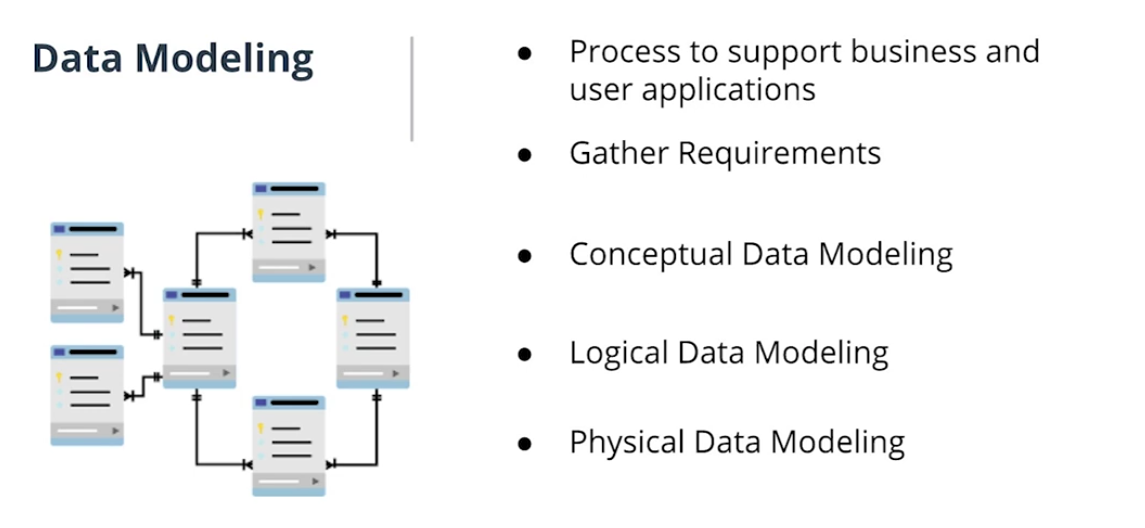 Data Modeling
● Process to support business and
user applications
● Gather Requirements
● Conceptual Data Modeling
● Logical Data Modeling
● Physical Data Modeling